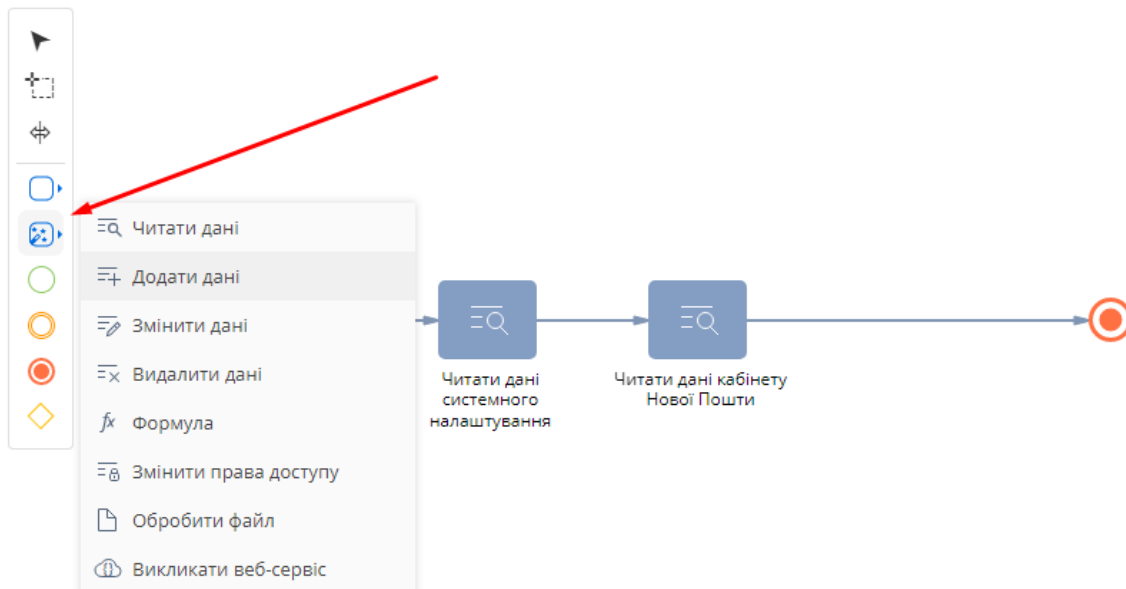 Читати дані
Додати дані
Змінити дані
Видалити дані
fx Формула
Змінити права доступу
Обробити файл
Викликати веб-сервіс
Читати дані
системного
налаштування
Читати дані кабінету
Нової Пошти